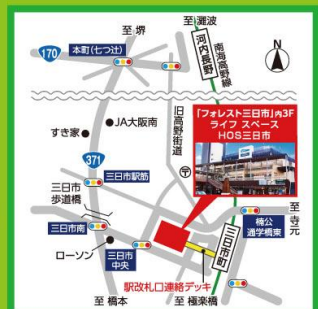 至 堺
至 灘波
170
本町(七つ辻)
河内長野
南海高野線
N
旧高野街道
「フォレスト三日市」内3F
ライフ スペース
HOS三日市
JA大阪南
すき家
371
三日市駅筋
三日市
歩道橋
三日市南
ローソン
三日市
中央
三日市町
至 寺元
楠公
通学橋東
駅改札口連絡デッキ
至 橋本
至 極楽橋